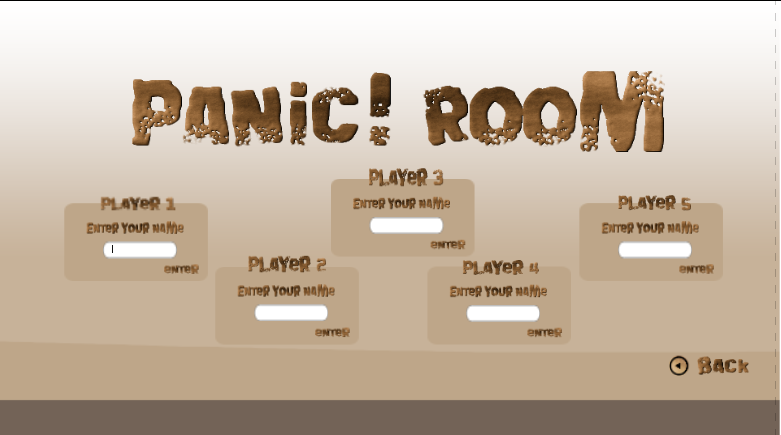 PANiC! ROOM
PLAYER 1
ENTER YOUR NAME
ENTER
PLAYER 2
ENTER YOUR NAME
ENTER
PLAYER 3
ENTER YOUR NAME
ENTER
PLAYER 4
ENTER YOUR NAME
ENTER
PLAYER 5
ENTER YOUR NAME
ENTER
BACK